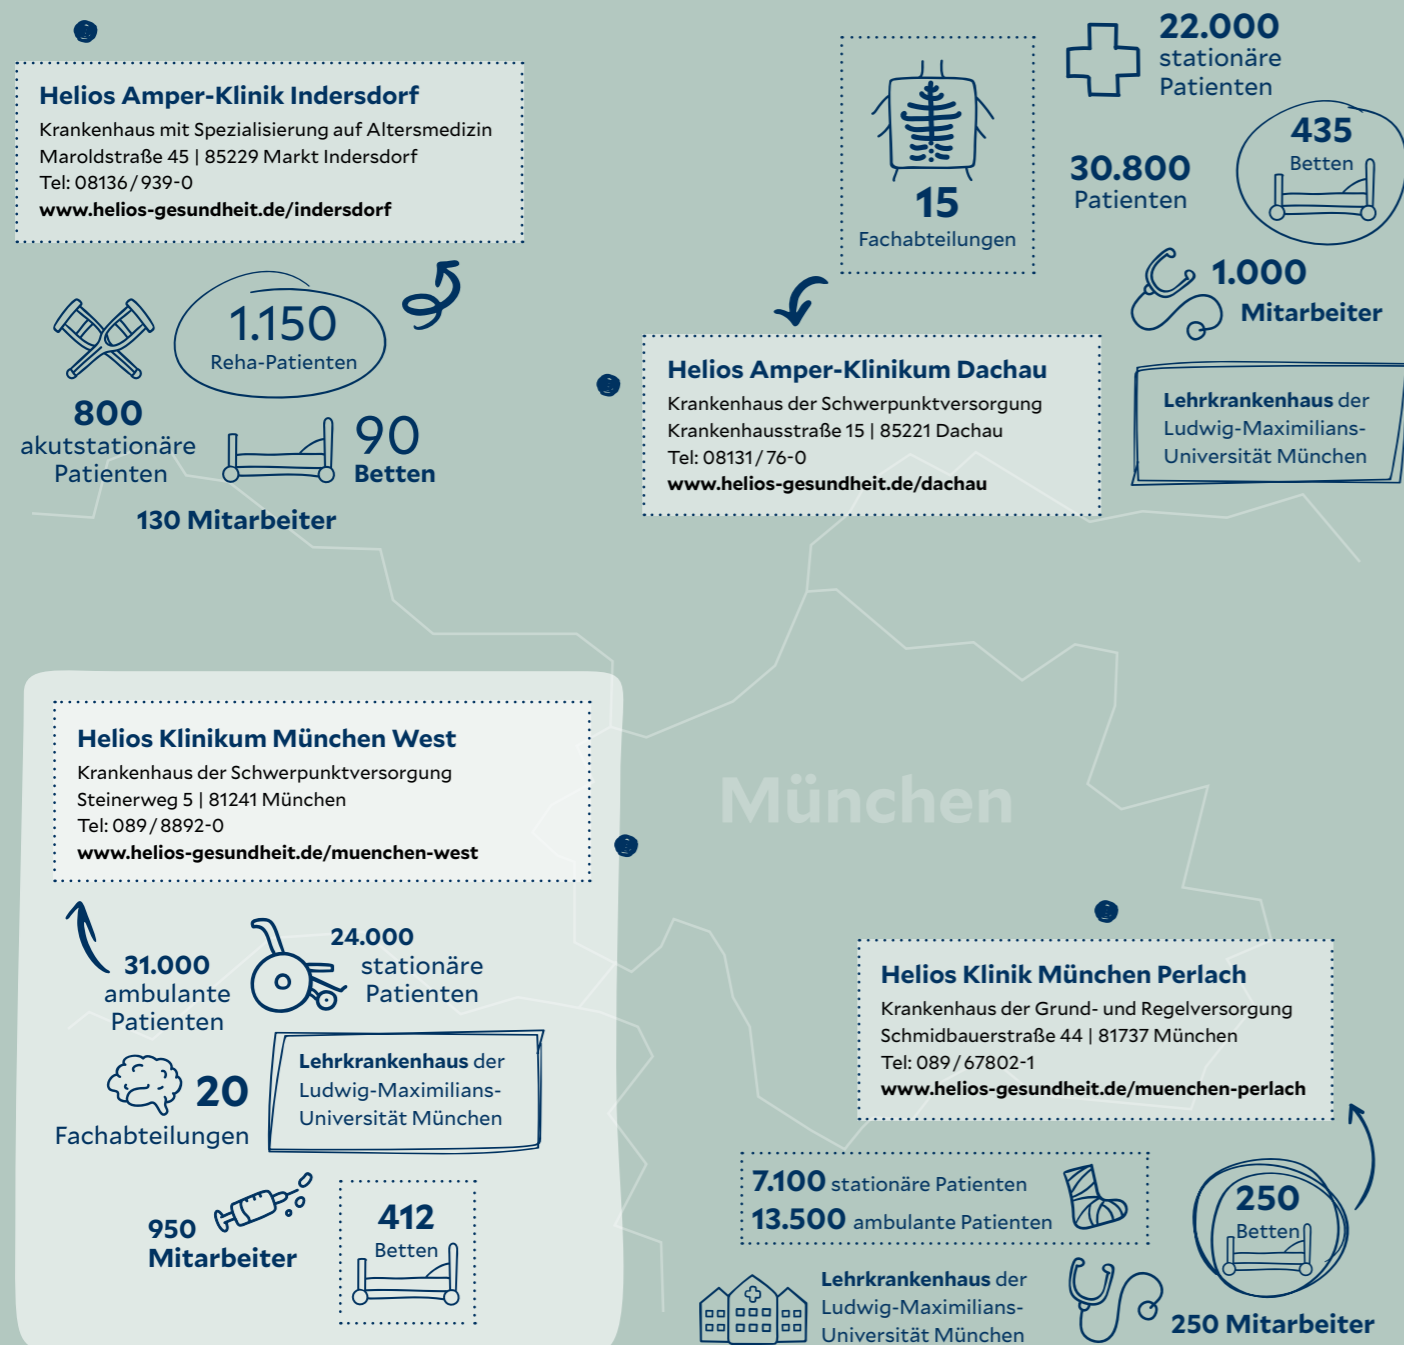 Helios Amper-Klinik Indersdorf
Krankenhaus mit Spezialisierung auf Altersmedizin
Maroldstraße 45 | 85229 Markt Indersdorf
Tel: 08136/939-0
www.helios-gesundheit.de/indersdorf
1.150
Reha-Patienten
800
akutstationäre
Patienten
90
Betten
130 Mitarbeiter
15
Fachabteilungen
22.000
stationäre
Patienten
30.800
Patienten
435
Betten
1.000
Mitarbeiter
Helios Amper-Klinikum Dachau
Krankenhaus der Schwerpunktversorgung
Krankenhausstraße 15 | 85221 Dachau
Tel: 08131/76-0
www.helios-gesundheit.de/dachau
Lehrkrankenhaus der
Ludwig-Maximilians-
Universität München
München
Helios Klinikum München West
Krankenhaus der Schwerpunktversorgung
Steinerweg 5 | 81241 München
Tel: 089/8892-0
www.helios-gesundheit.de/muenchen-west
31.000
ambulante
Patienten
24.000
stationäre
Patienten
20
Fachabteilungen
Lehrkrankenhaus der
Ludwig-Maximilians-
Universität München
950
Mitarbeiter
412
Betten
Helios Klinik München Perlach
Krankenhaus der Grund- und Regelversorgung
Schmidbauerstraße 44 | 81737 München
Tel: 089/67802-1
www.helios-gesundheit.de/muenchen-perlach
7.100 stationäre Patienten
13.500 ambulante Patienten
250
Betten
Lehrkrankenhaus der
Ludwig-Maximilians-
Universität München
250 Mitarbeiter